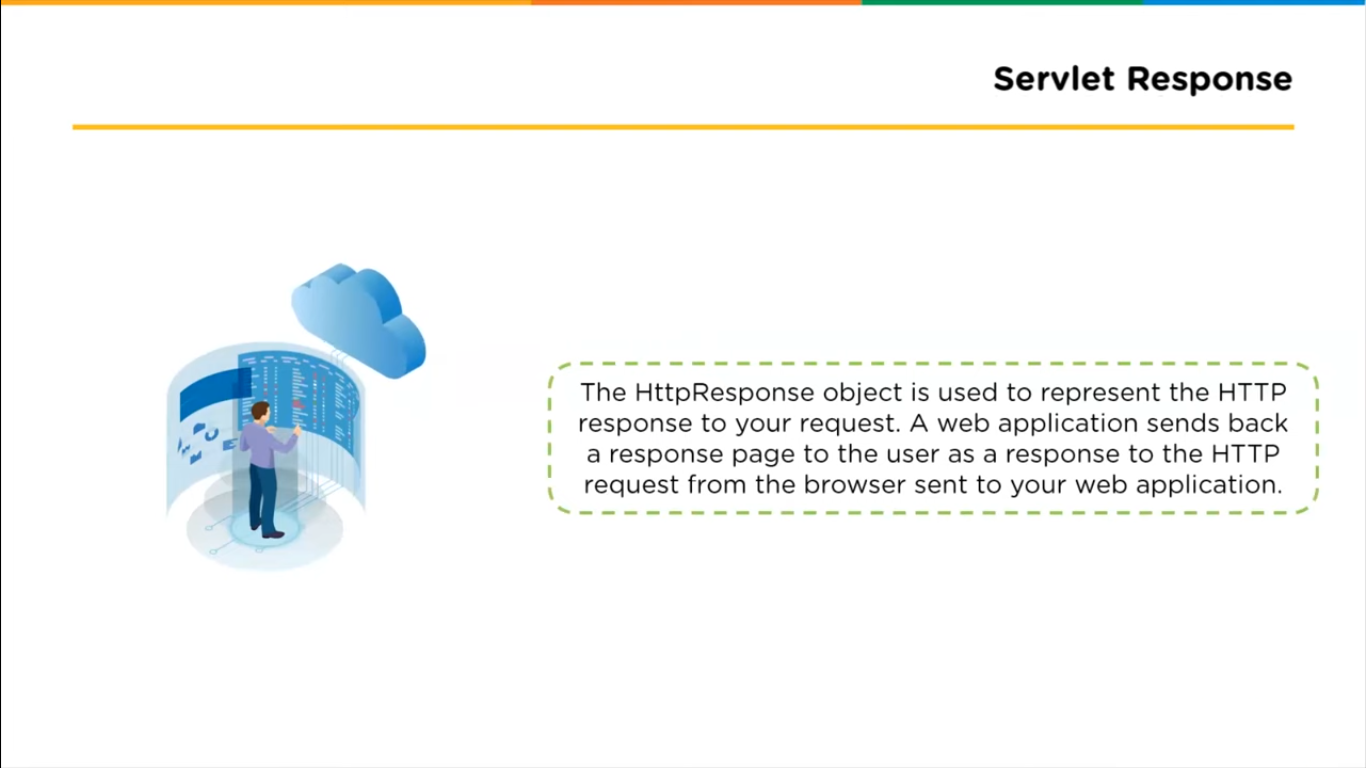 Servlet Response
The HttpResponse object is used to represent the HTTP
response to your request. A web application sends back
a response page to the user as a response to the HTTP
request from the browser sent to your web application.